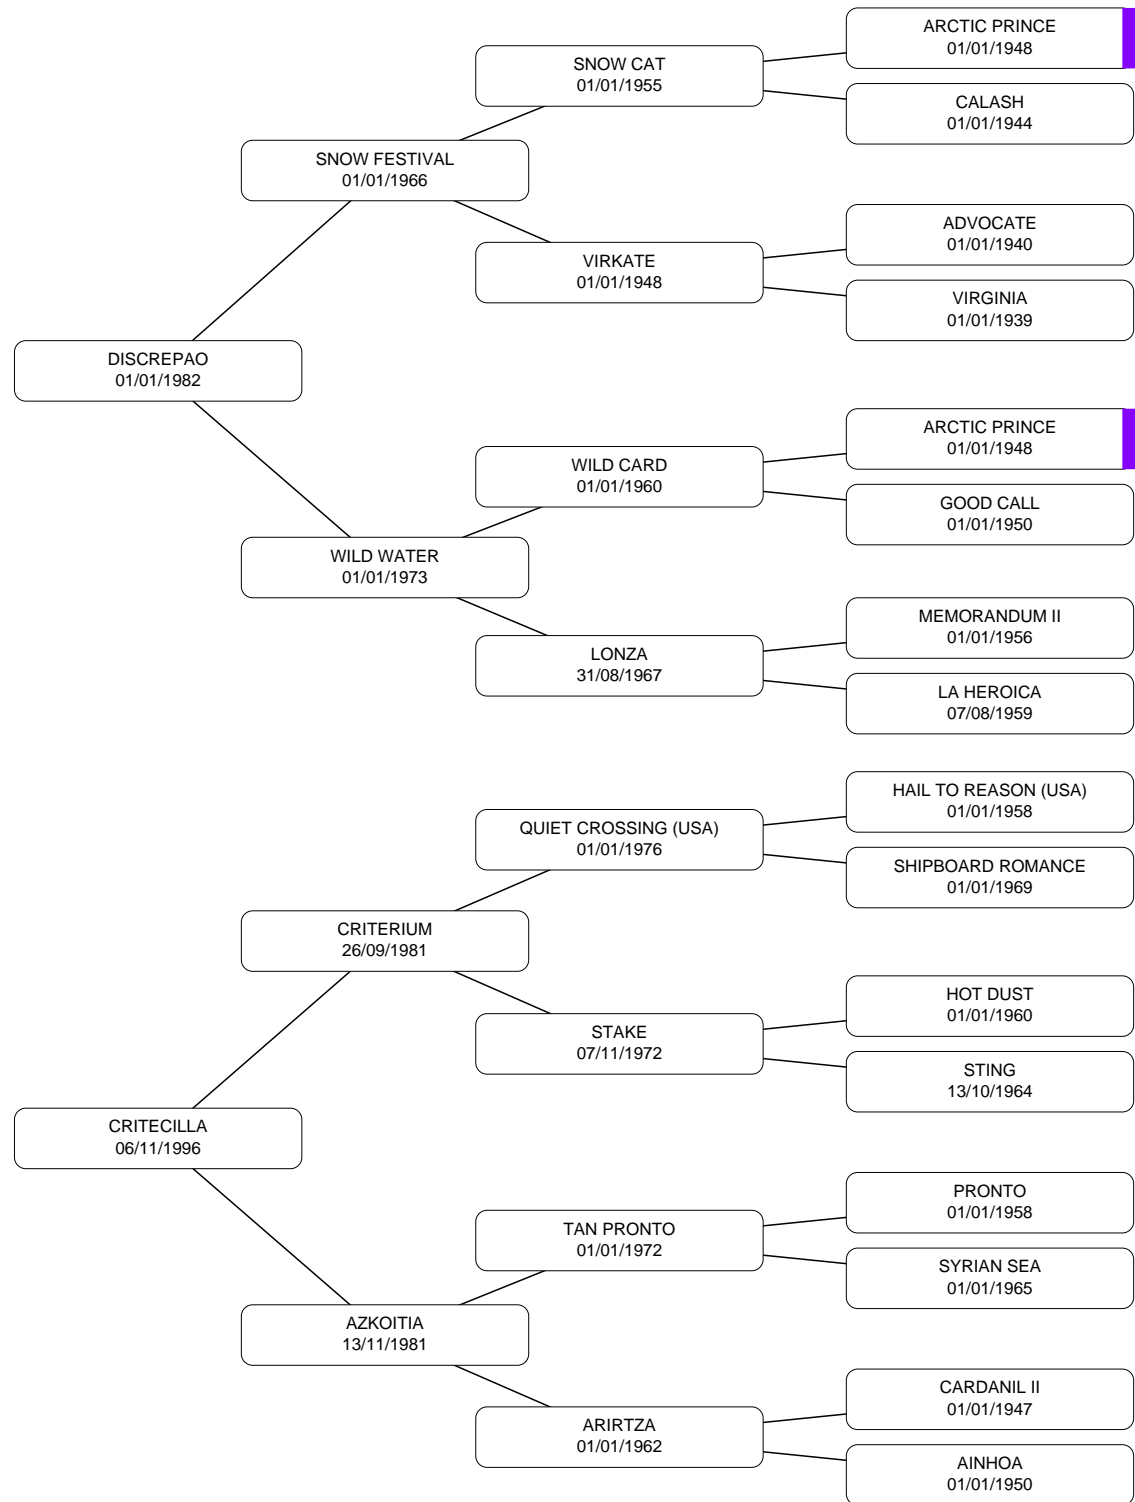 ARCTIC PRINCE
01/01/1948
SNOW CAT
01/01/1955
CALASH
01/01/1944
SNOW FESTIVAL
01/01/1966
ADVOCATE
01/01/1940
VIRKATE
01/01/1948
VIRGINIA
01/01/1939
DISCREPAO
01/01/1982
ARCTIC PRINCE
01/01/1948
WILD CARD
01/01/1960
GOOD CALL
01/01/1950
WILD WATER
01/01/1973
MEMORANDUM II
01/01/1956
LONZA
31/08/1967
LA HEROICA
07/08/1959
HAIL TO REASON (USA)
01/01/1958
QUIET CROSSING (USA)
01/01/1976
SHIPBOARD ROMANCE
01/01/1969
CRITERIUM
26/09/1981
HOT DUST
01/01/1960
STAKE
07/11/1972
STING
13/10/1964
CRITECILLA
06/11/1996
PRONTO
01/01/1958
TAN PRONTO
01/01/1972
SYRIAN SEA
01/01/1965
AZKOITIA
13/11/1981
CARDANIL II
01/01/1947
ARIRTZA
01/01/1962
AINHOA
01/01/1950